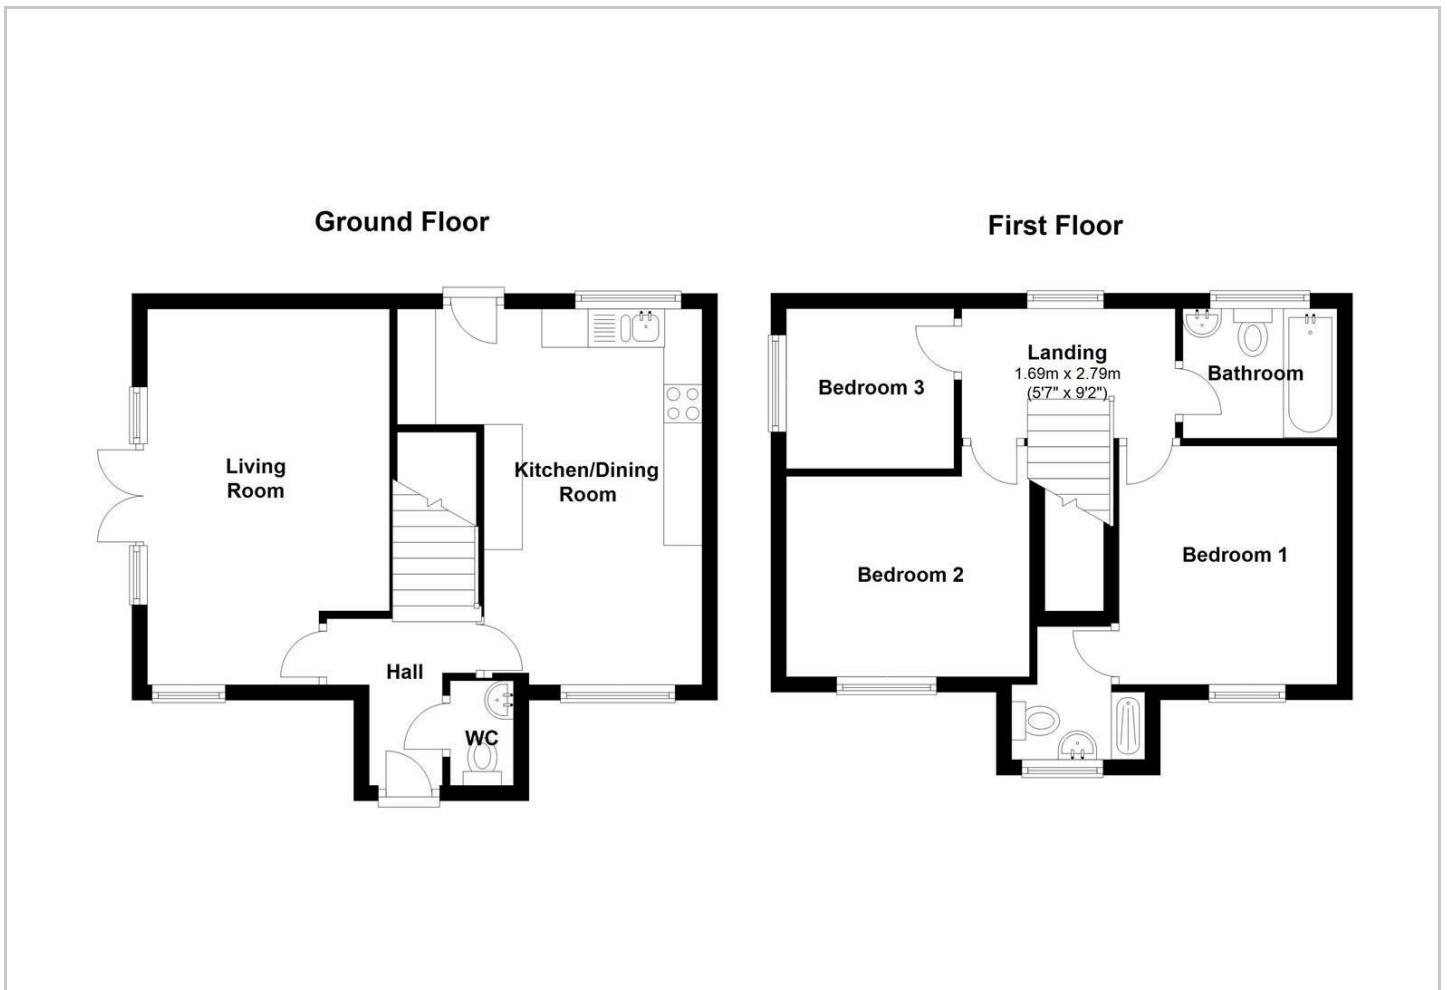 Ground Floor
Living
Room
Kitchen/Dining
Room
Hall
WC
First Floor
Landing
1.69m x 2.79m
(5'7" x 9'2")
Bedroom 3
Bathroom
Bedroom 2
Bedroom 1